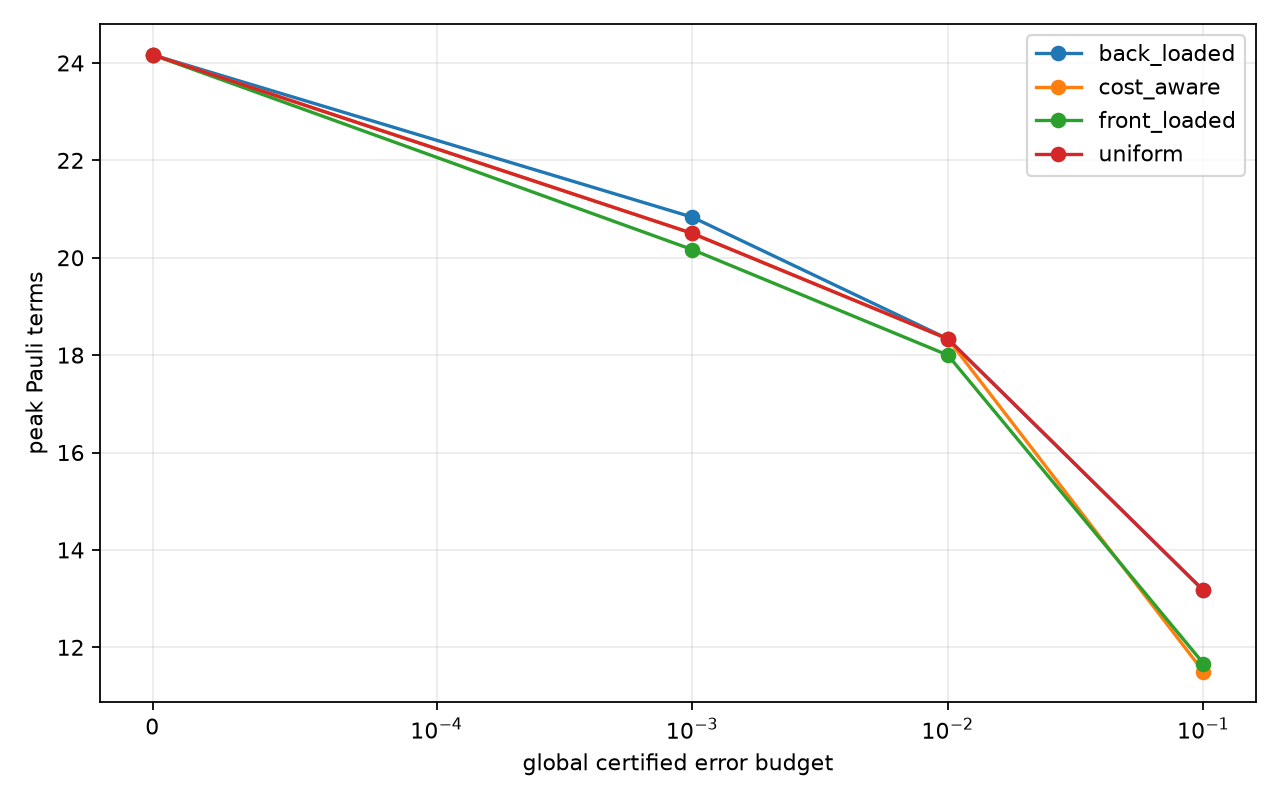 24
22
20
18
16
14
12
peak Pauli terms
0
10⁻⁴
10⁻³
10⁻²
10⁻¹
global certified error budget
back_loaded
cost_aware
front_loaded
uniform